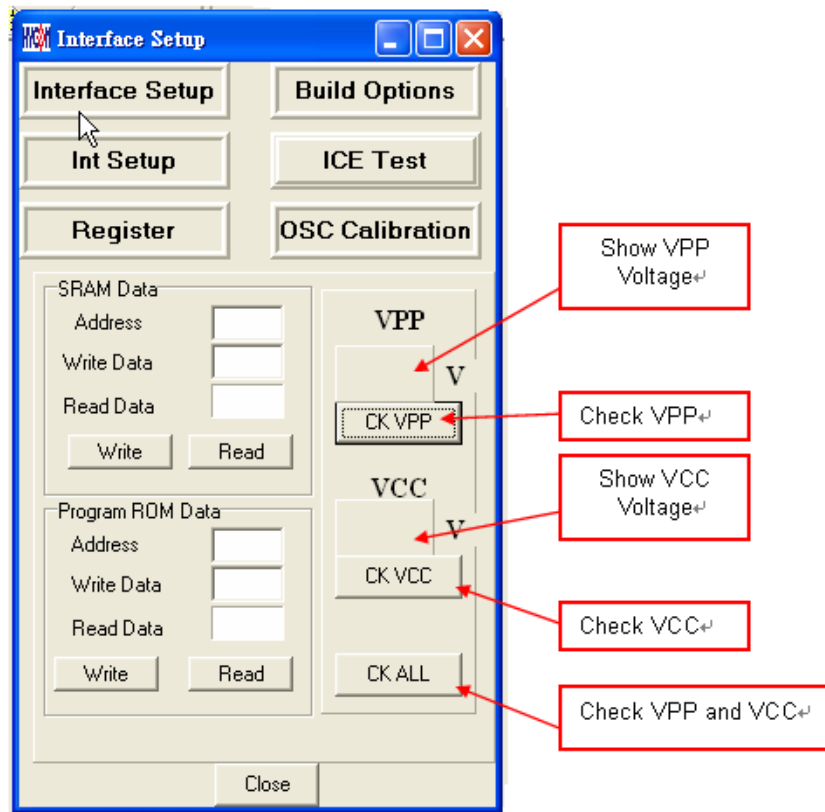 Interface Setup
Interface Setup
Build Options
Int Setup
ICE Test
Register
OSC Calibration
SRAM Data
Address
Write Data
Read Data
Write
Read
Program ROM Data
Address
Write Data
Read Data
Write
Read
VPP
V
CK VPP
VCC
V
CK VCC
CK ALL
Close
Show VPP
Voltage↵
Check VPP↵
Show VCC
Voltage↵
Check VCC↵
Check VPP and VCC↵